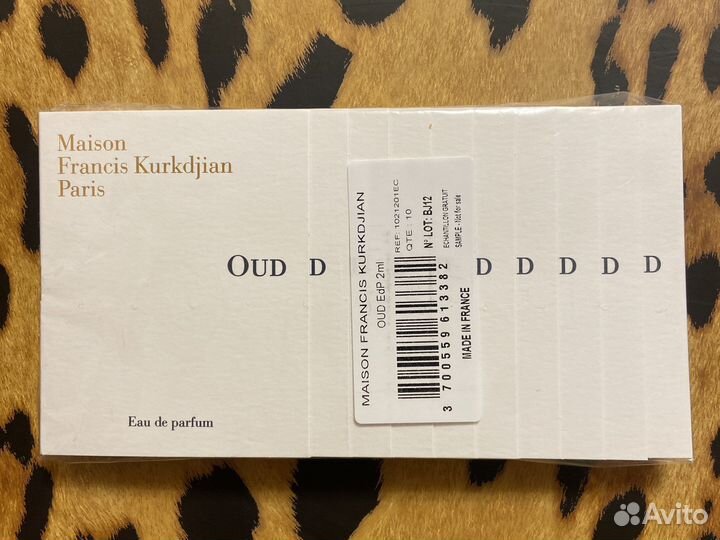 Maison
Francis Kurkdjian
Paris
OUD D D D D D D
Eau de parfum
MAISON FRANCIS KURKDJIAN
OUD EdP 2ml
REF: 1021201EC
QTE : 10
N° LOT: BJ12
ECHANTILLON GRATUIT
SAMPLE - Not for sale
3 700559 613382
MADE IN FRANCE
Avito